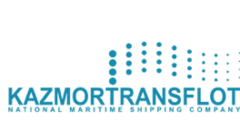 KAZMORTRANSFLOT
NATIONAL MARITIME SHIPPING COMPANY